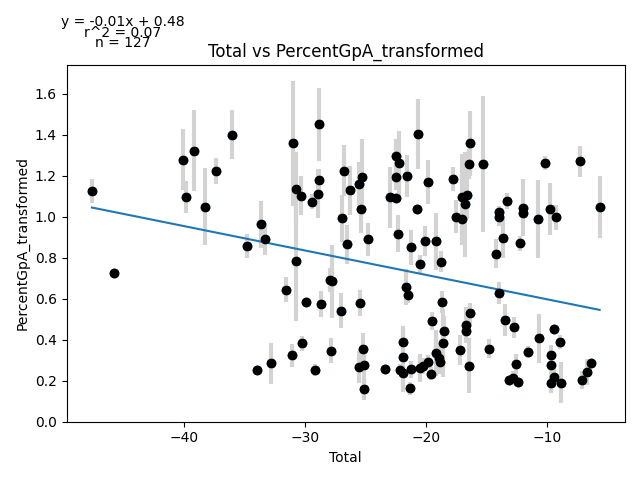 y = -0.01x + 0.48
r^2 = 0.07
n = 127
Total vs PercentGpA_transformed
PercentGpA_transformed
1.6
1.4
1.2
1.0
0.8
0.6
0.4
0.2
0.0
−40
−30
−20
−10
Total